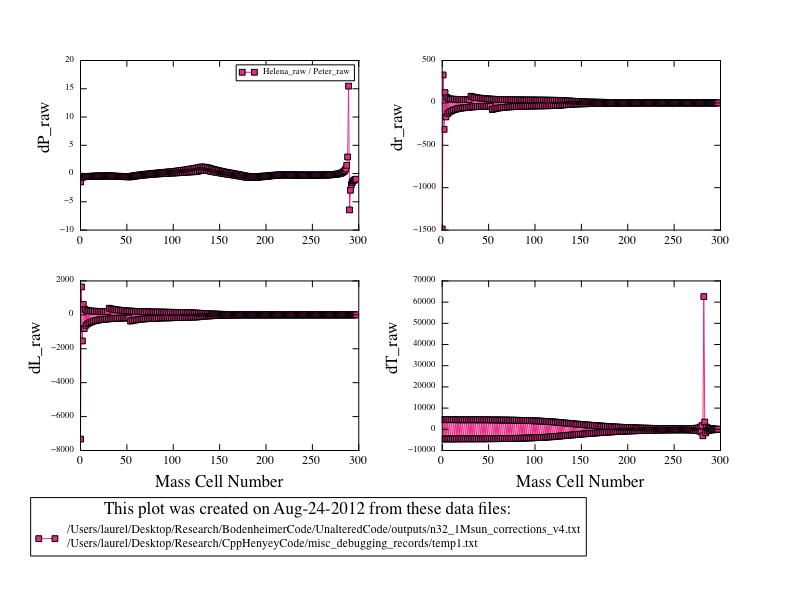 20
15
10
5
0
−5
−10
dP_raw
Helena_raw / Peter_raw
0 50 100 150 200 250 300
500
0
−500
−1000
−1500
dr_raw
0 50 100 150 200 250 300
2000
0
−2000
−4000
−6000
−8000
dL_raw
0 50 100 150 200 250 300
Mass Cell Number
70000
60000
50000
40000
30000
20000
10000
0
−10000
dT_raw
0 50 100 150 200 250 300
Mass Cell Number
This plot was created on Aug-24-2012 from these data files:
/Users/laurel/Desktop/Research/BodenheimerCode/UnalteredCode/outputs/n32_1Msun_corrections_v4.txt
/Users/laurel/Desktop/Research/CppHenyeyCode/misc_debugging_records/temp1.txt